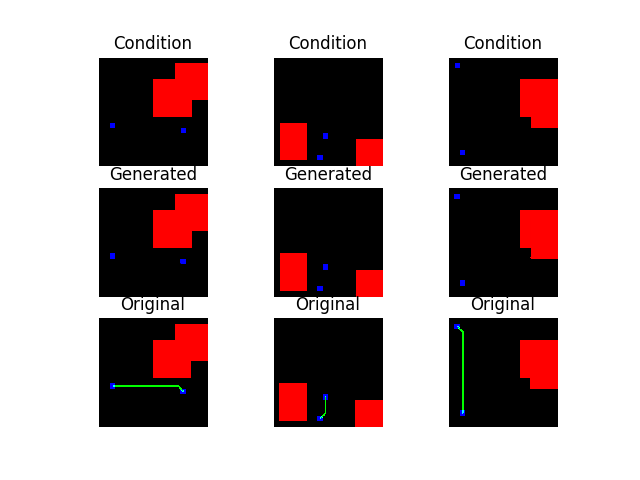 Condition Condition Condition
Generated Generated Generated
Original Original Original